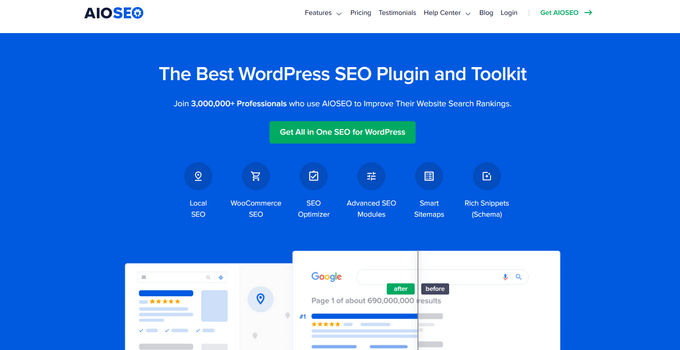 AIOSEO
Features Pricing Testimonials Help Center Blog Login Get AIOSEO →
The Best WordPress SEO Plugin and Toolkit
Join 3,000,000+ Professionals who use AIOSEO to Improve Their Website Search Rankings.
Get All in One SEO for WordPress
Local
SEO
WooCommerce
SEO
SEO
Optimizer
Advanced SEO
Modules
Smart
Sitemaps
Rich Snippets
(Schema)
Google
after before
Page 1 of about 690,000,000 results
#1